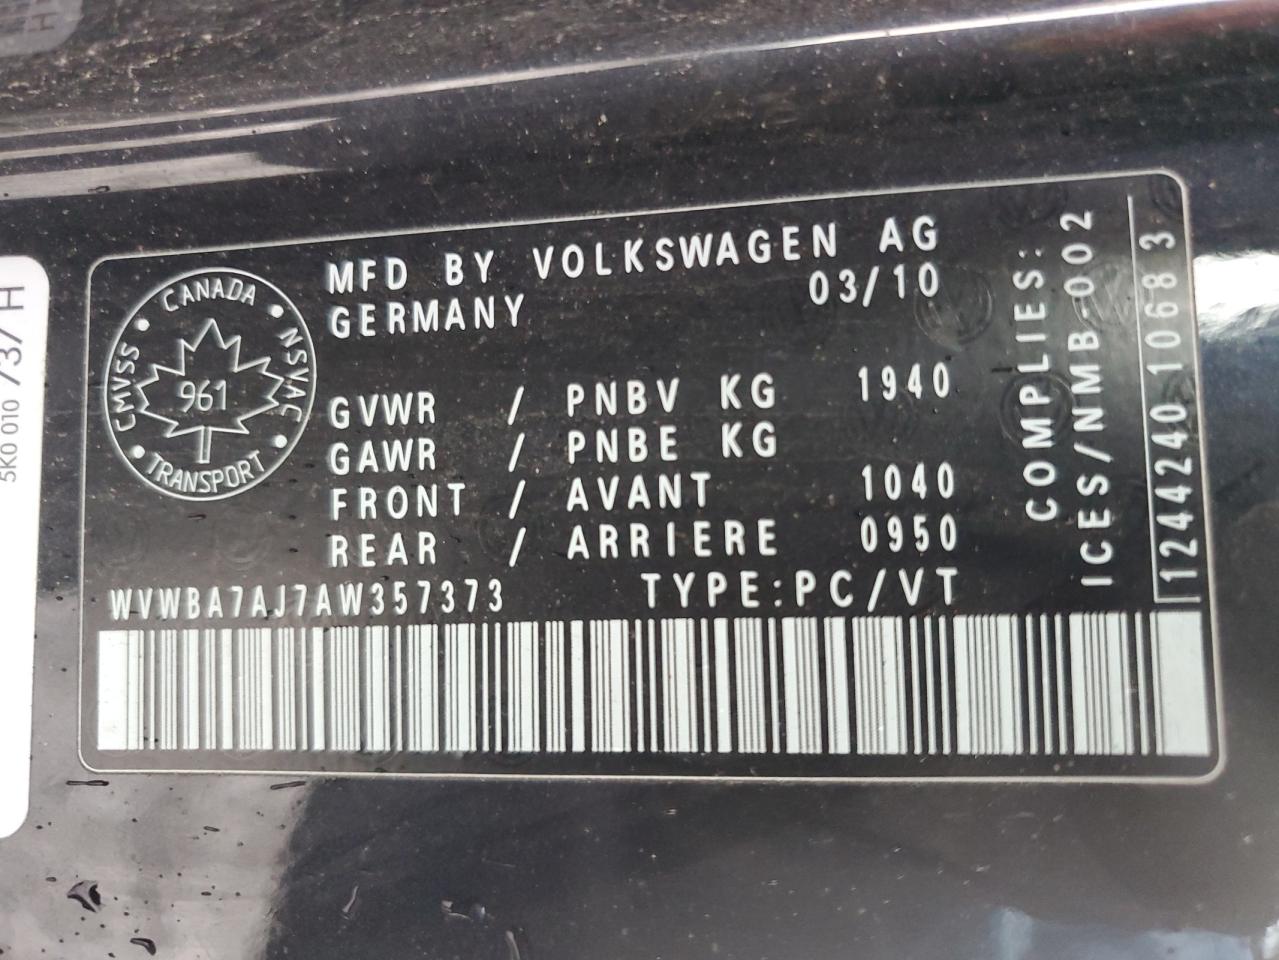 MFD BY VOLKSWAGEN AG
GERMANY 03/10
GVWR / PNBV KG 1940
GAWR / PNBE KG
FRONT / AVANT 1040
REAR / ARRIERE 0950
WVWBA7AJ7AW357373 TYPE:PC/VT
CANADA
NSVAC
TRANSPORT
CMVSS
961
COMPLIES:
ICES/NMB-002
1244240 10683
5K0 010 /3/ H